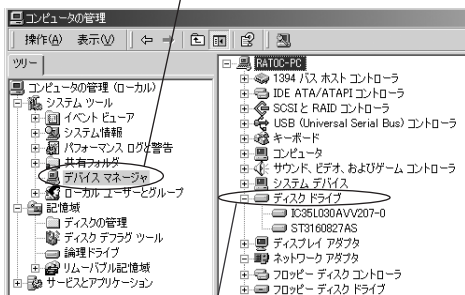 コンピュータの管理
操作(A) 表示(V)
ツリー
コンピュータの管理 (ローカル)
システム ツール
イベント ビューア
システム情報
パフォーマンス ログと警告
共有フォルダ
デバイス マネージャ
ローカル ユーザーとグループ
記憶域
ディスクの管理
ディスク デフラグ ツール
論理ドライブ
リムーバブル記憶域
サービスとアプリケーション
RATOC-PC
1394 バス ホスト コントローラ
IDE ATA/ATAPI コントローラ
SCSI と RAID コントローラ
USB (Universal Serial Bus) コントローラ
キーボード
コンピュータ
サウンド、ビデオ、およびゲーム コントローラ
システム デバイス
ディスク ドライブ
IC35L030AVV207-0
ST3160827AS
ディスプレイ アダプタ
ネットワーク アダプタ
フロッピー ディスク コントローラ
フロッピー ディスク ドライブ